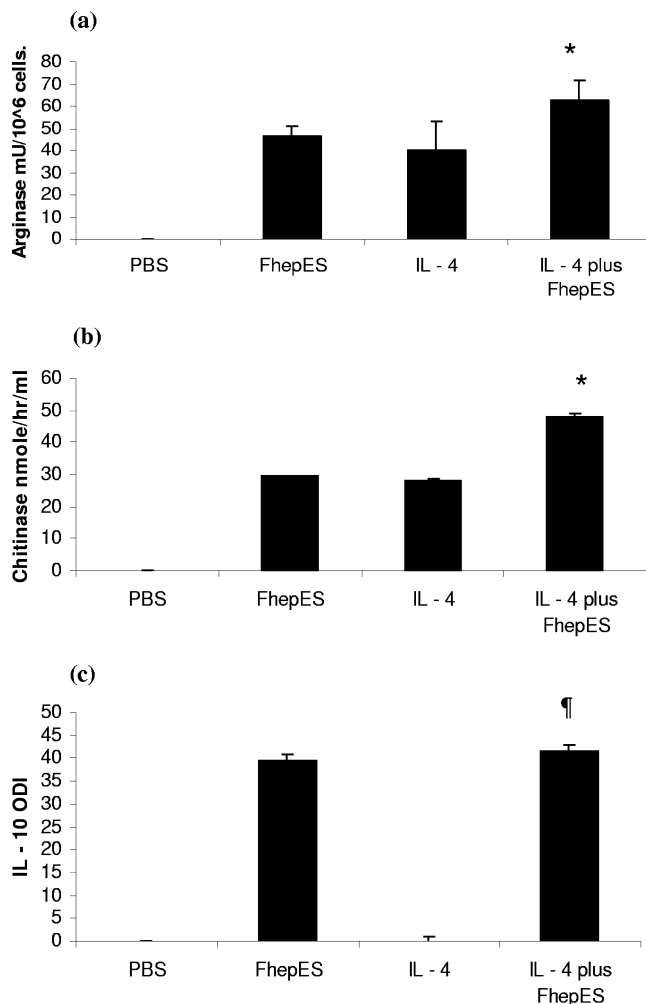 (a)
Arginase mU/10^6 cells.
80
70
60
50
40
30
20
10
0
*
PBS
FhepES
IL - 4
IL - 4 plus
FhepES
(b)
Chitinase nmole/hr/ml
60
50
40
30
20
10
0
*
PBS
FhepES
IL - 4
IL - 4 plus
FhepES
(c)
IL - 10 ODI
50
45
40
35
30
25
20
15
10
5
0
¶
PBS
FhepES
IL - 4
IL - 4 plus
FhepES